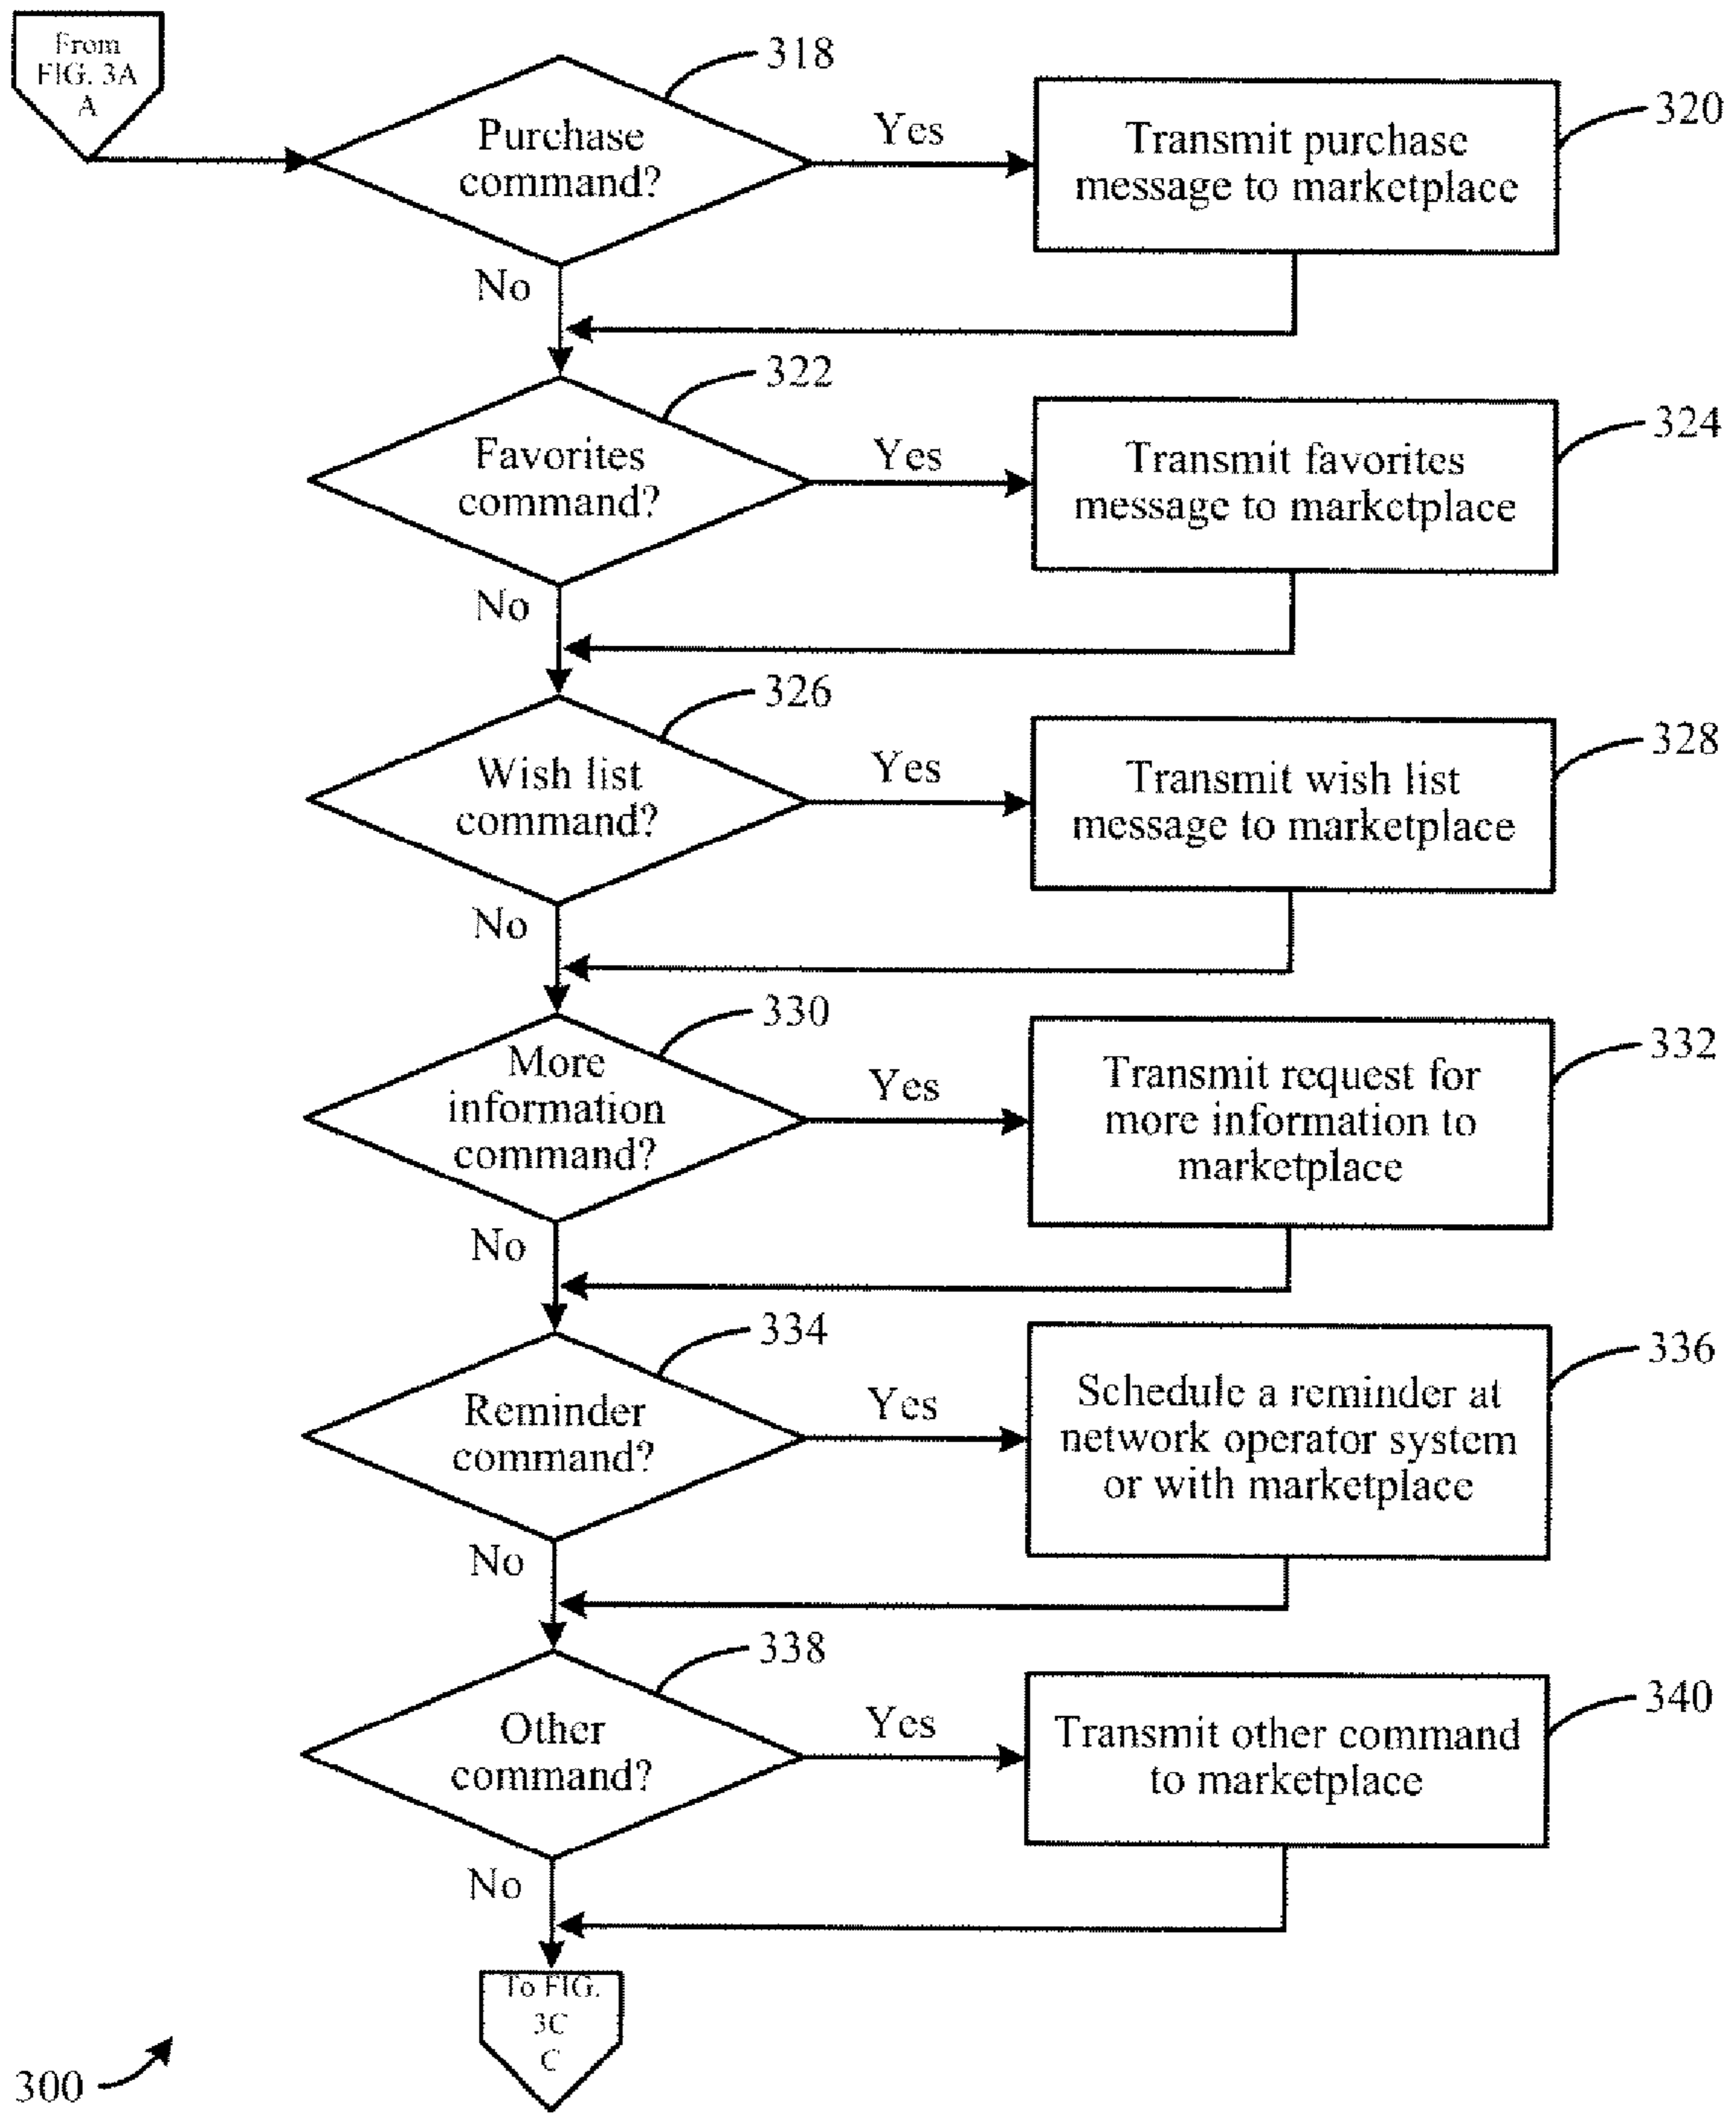 From
FIG. 3A
A
318
Purchase
command?
Yes
Transmit purchase
message to marketplace
320
No
322
Favorites
command?
Yes
Transmit favorites
message to marketplace
324
No
326
Wish list
command?
Yes
Transmit wish list
message to marketplace
328
No
330
More
information
command?
Yes
Transmit request for
more information to
marketplace
332
No
334
Reminder
command?
Yes
Schedule a reminder at
network operator system
or with marketplace
336
No
338
Other
command?
Yes
Transmit other command
to marketplace
340
No
To FIG.
3C
C
300